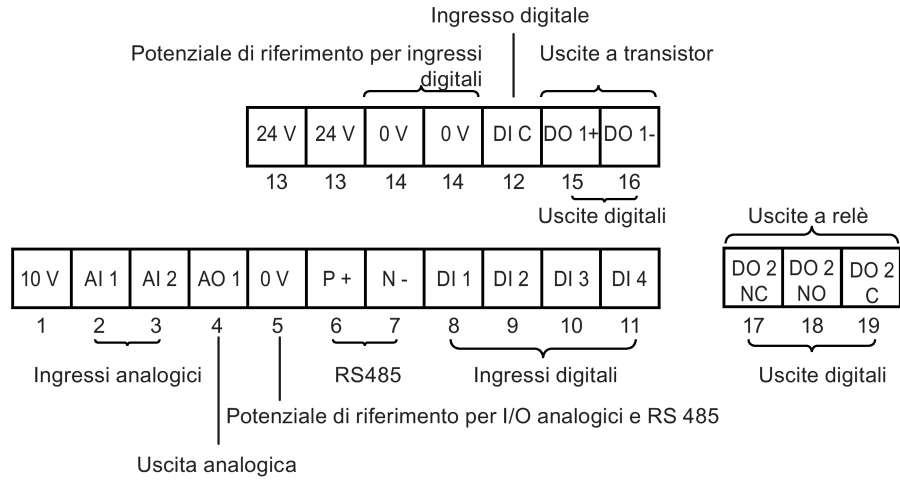 Ingresso digitale
Potenziale di riferimento per ingressi
digitali
Uscite a transistor
24 V 24 V 0 V 0 V DI C DO 1+ DO 1-
13 13 14 14 12 15 16
Uscite digitali
Uscite a relè
10 V AI 1 AI 2 AO 1 0 V P + N - DI 1 DI 2 DI 3 DI 4
DO 2 DO 2 DO 2
NC NO C
1 2 3 4 5 6 7 8 9 10 11 17 18 19
Ingressi analogici RS485 Ingressi digitali Uscite digitali
Potenziale di riferimento per I/O analogici e RS 485
Uscita analogica